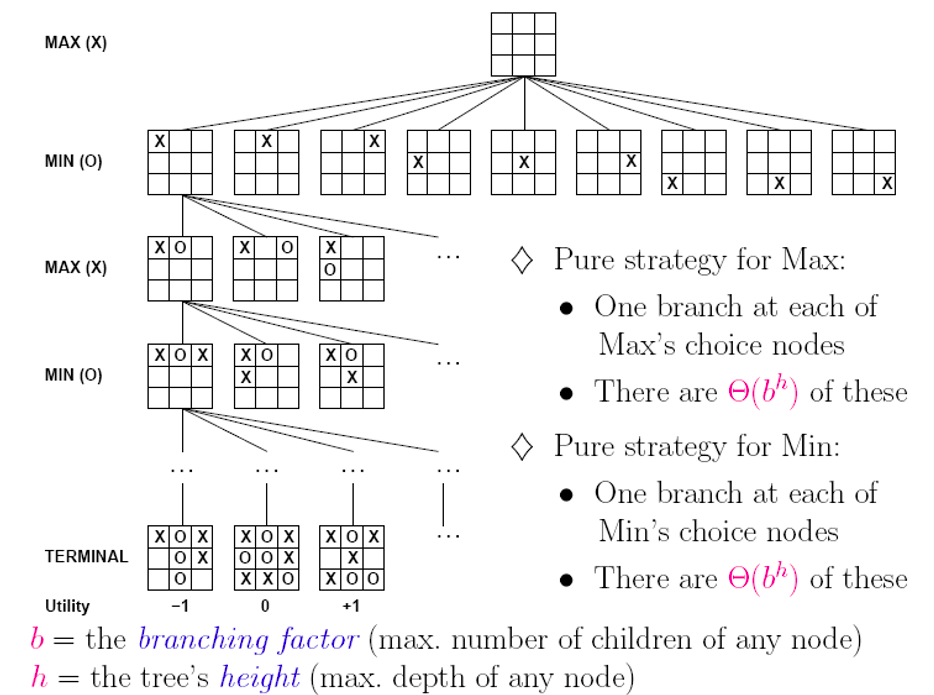 MAX (X)
MIN (O)
X X X X X X X X X
MAX (X)
X O X O X
O
...
MIN (O)
X O X X O X O
X X
...
... ... ... ...
TERMINAL
X O X X O X X O X
O X O O X X
O X X O X O O
...
Utility −1 0 +1
♢ Pure strategy for Max:
• One branch at each of
Max's choice nodes
• There are Θ(b^h) of these
♢ Pure strategy for Min:
• One branch at each of
Min's choice nodes
• There are Θ(b^h) of these
b = the branching factor (max. number of children of any node)
h = the tree's height (max. depth of any node)